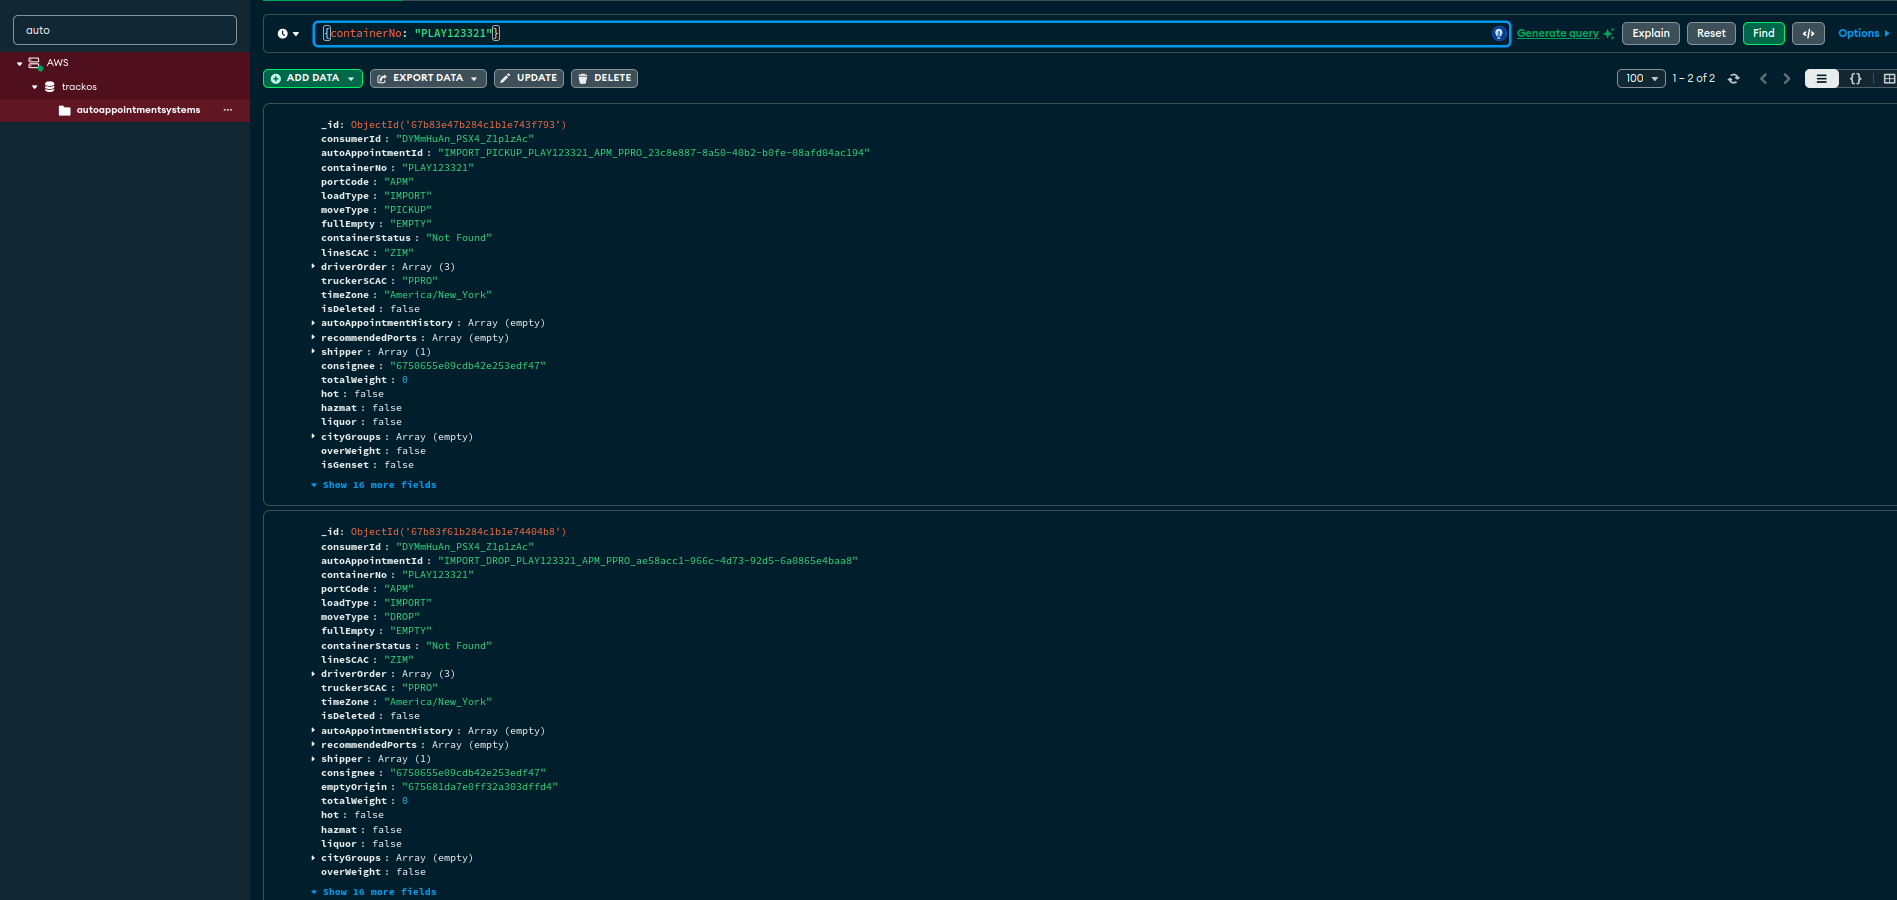 auto
AWS
trackos
autoappointmentsystems
{containerNo: "PLAY123321"}
Generate query
Explain
Reset
Find
</>
Options
ADD DATA
EXPORT DATA
UPDATE
DELETE
100
1 – 2 of 2
{}
_id: ObjectId('67b83e47b284c1b1e743f793')
consumerId : "DYMmHuAn_PSX4_Z1p1zAc"
autoAppointmentId : "IMPORT_PICKUP_PLAY123321_APM_PPRO_23c8e887-8a50-40b2-b0fe-08afd04ac194"
containerNo : "PLAY123321"
portCode : "APM"
loadType : "IMPORT"
moveType : "PICKUP"
fullEmpty : "EMPTY"
containerStatus : "Not Found"
lineSCAC : "ZIM"
driverOrder : Array (3)
truckerSCAC : "PPRO"
timeZone : "America/New_York"
isDeleted : false
autoAppointmentHistory : Array (empty)
recommendedPorts : Array (empty)
shipper : Array (1)
consignee : "6750655e09cdb42e253edf47"
totalWeight : 0
hot : false
hazmat : false
liquor : false
cityGroups : Array (empty)
overWeight : false
isGenset : false
Show 16 more fields
_id: ObjectId('67b83f61b284c1b1e74404b8')
consumerId : "DYMmHuAn_PSX4_Z1p1zAc"
autoAppointmentId : "IMPORT_DROP_PLAY123321_APM_PPRO_ae58acc1-966c-4d73-92d5-6a0865e4baa8"
containerNo : "PLAY123321"
portCode : "APM"
loadType : "IMPORT"
moveType : "DROP"
fullEmpty : "EMPTY"
containerStatus : "Not Found"
lineSCAC : "ZIM"
driverOrder : Array (3)
truckerSCAC : "PPRO"
timeZone : "America/New_York"
isDeleted : false
autoAppointmentHistory : Array (empty)
recommendedPorts : Array (empty)
shipper : Array (1)
consignee : "6750655e09cdb42e253edf47"
emptyOrigin : "675681da7e0ff32a303dffd4"
totalWeight : 0
hot : false
hazmat : false
liquor : false
cityGroups : Array (empty)
overWeight : false
Show 16 more fields